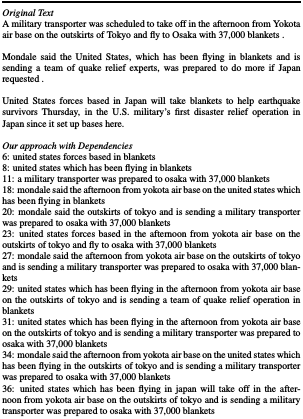 Original Text
A military transporter was scheduled to take off in the afternoon from Yokota
air base on the outskirts of Tokyo and fly to Osaka with 37,000 blankets .
Mondale said the United States, which has been flying in blankets and is
sending a team of quake relief experts, was prepared to do more if Japan
requested .
United States forces based in Japan will take blankets to help earthquake
survivors Thursday, in the U.S. military's first disaster relief operation in
Japan since it set up bases here.
Our approach with Dependencies
6: united states forces based in blankets
8: united states which has been flying in blankets
11: a military transporter was prepared to osaka with 37,000 blankets
18: mondale said the afternoon from yokota air base on the united states which
has been flying in blankets
20: mondale said the outskirts of tokyo and is sending a military transporter
was prepared to osaka with 37,000 blankets
23: united states forces based in the afternoon from yokota air base on the
outskirts of tokyo and fly to osaka with 37,000 blankets
27: mondale said the afternoon from yokota air base on the outskirts of tokyo
and is sending a military transporter was prepared to osaka with 37,000 blan-
kets
29: united states which has been flying in the afternoon from yokota air base
on the outskirts of tokyo and is sending a team of quake relief operation in
blankets
31: united states which has been flying in the afternoon from yokota air base
on the outskirts of tokyo and is sending a military transporter was prepared to
osaka with 37,000 blankets
34: mondale said the afternoon from yokota air base on the united states which
has been flying in the outskirts of tokyo and is sending a military transporter
was prepared to osaka with 37,000 blankets
36: united states which has been flying in japan will take off in the after-
noon from yokota air base on the outskirts of tokyo and is sending a military
transporter was prepared to osaka with 37,000 blankets